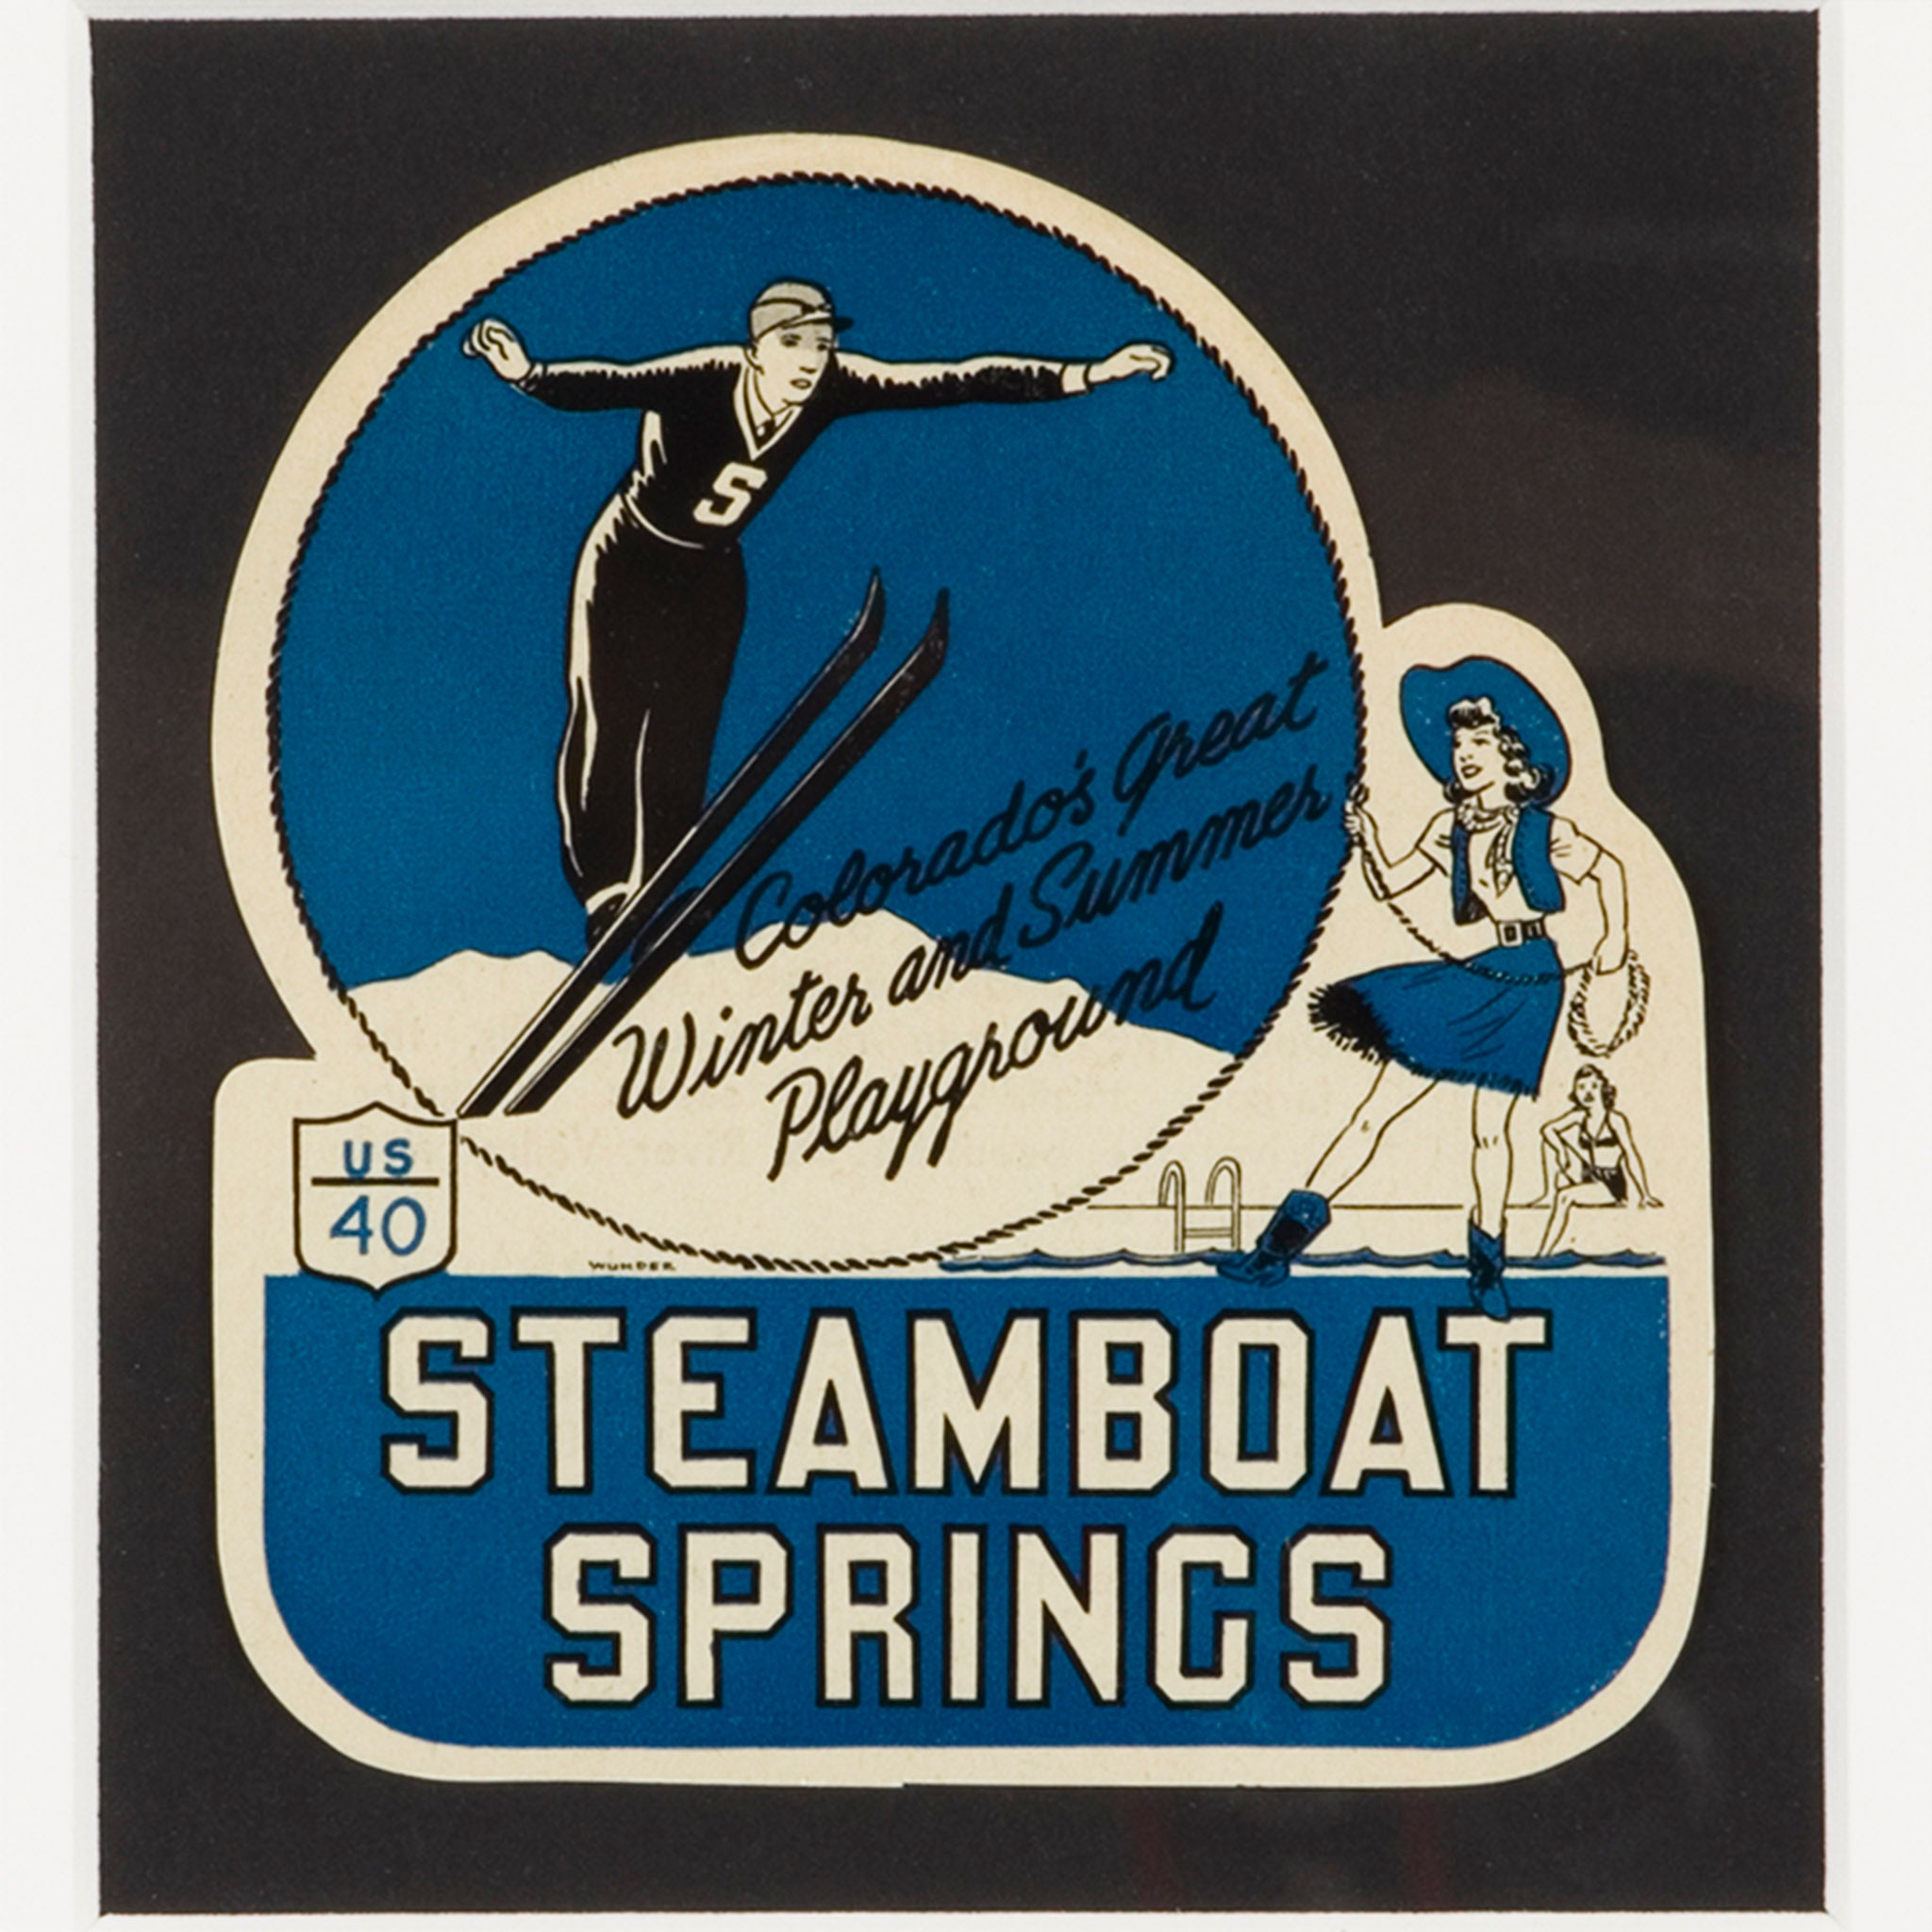 S
Colorado's Great
Winter and Summer
Playground
US
40
WUNDER
STEAMBOAT
SPRINGS